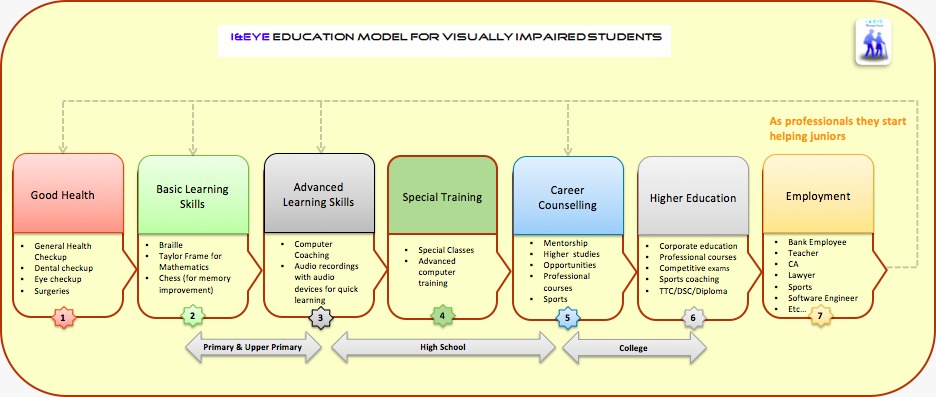 I&EYE EDUCATION MODEL FOR VISUALLY IMPAIRED STUDENTS
I & EYE
As professionals they start
helping juniors
Good Health
General Health
Checkup
Dental checkup
Eye checkup
Surgeries
1
Basic Learning
Skills
Braille
Taylor Frame for
Mathematics
Chess (for memory
improvement)
2
Advanced
Learning Skills
Computer
Coaching
Audio recordings
with audio
devices for quick
learning
3
Special Training
Special Classes
Advanced
computer
training
4
Career
Counselling
Mentorship
Higher studies
Opportunities
Professional
courses
Sports
5
Higher Education
Corporate education
Professional courses
Competitive exams
Sports coaching
TTC/DSC/Diploma
6
Employment
Bank Employee
Teacher
CA
Lawyer
Sports
Software Engineer
Etc...
7
Primary & Upper Primary
High School
College